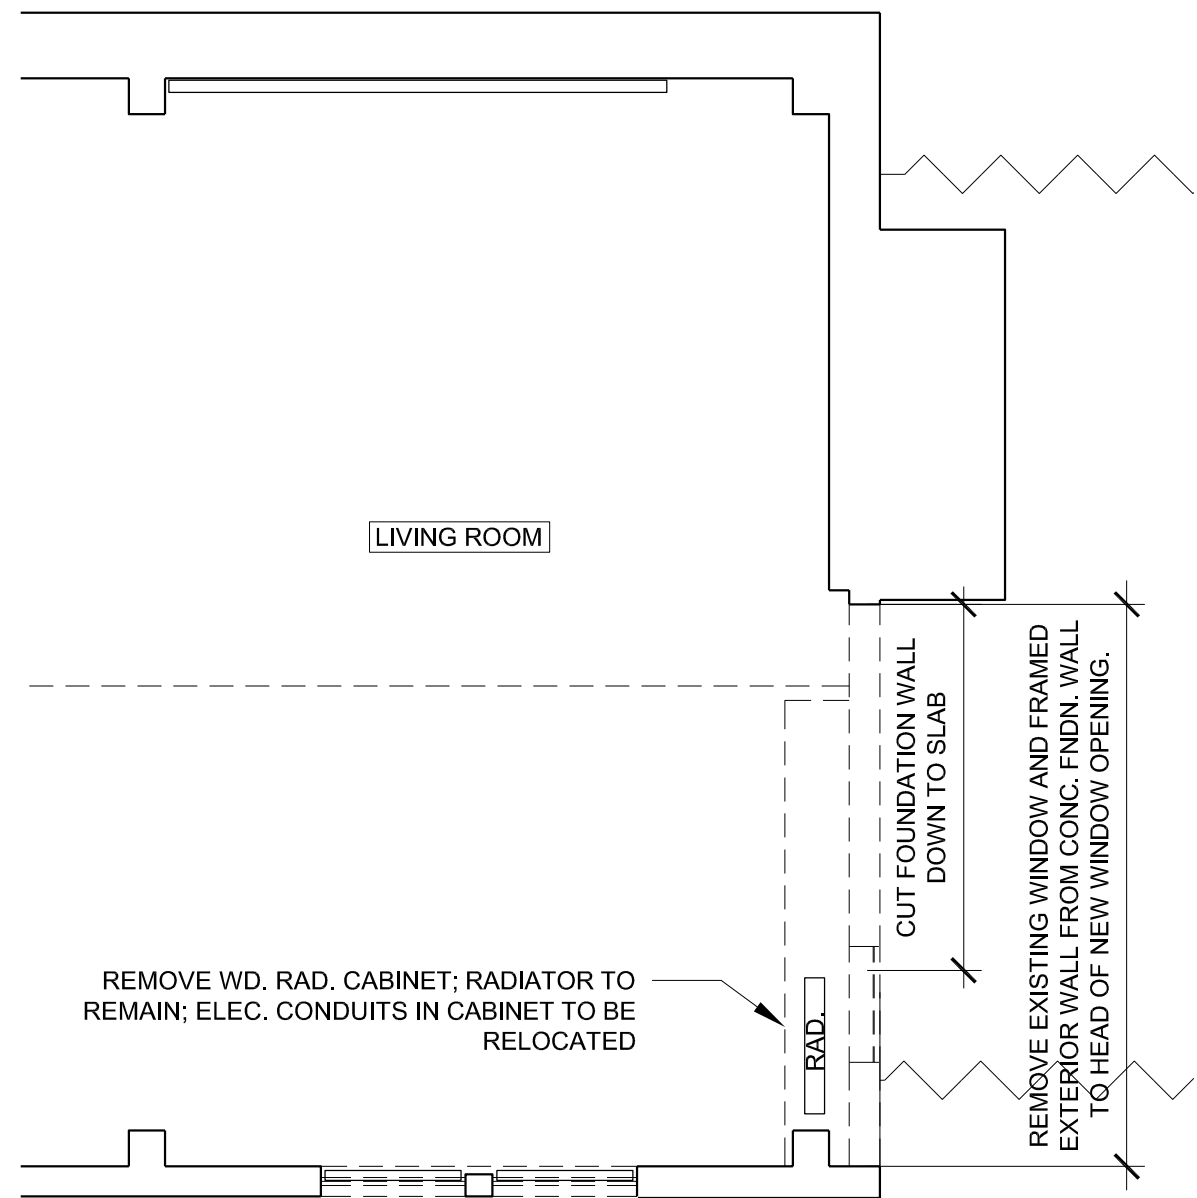 LIVING ROOM
CUT FOUNDATION WALL
DOWN TO SLAB
REMOVE EXISTING WINDOW AND FRAMED
EXTERIOR WALL FROM CONC. FNDN. WALL
TO HEAD OF NEW WINDOW OPENING.
REMOVE WD. RAD. CABINET; RADIATOR TO
REMAIN; ELEC. CONDUITS IN CABINET TO BE
RELOCATED
RAD.